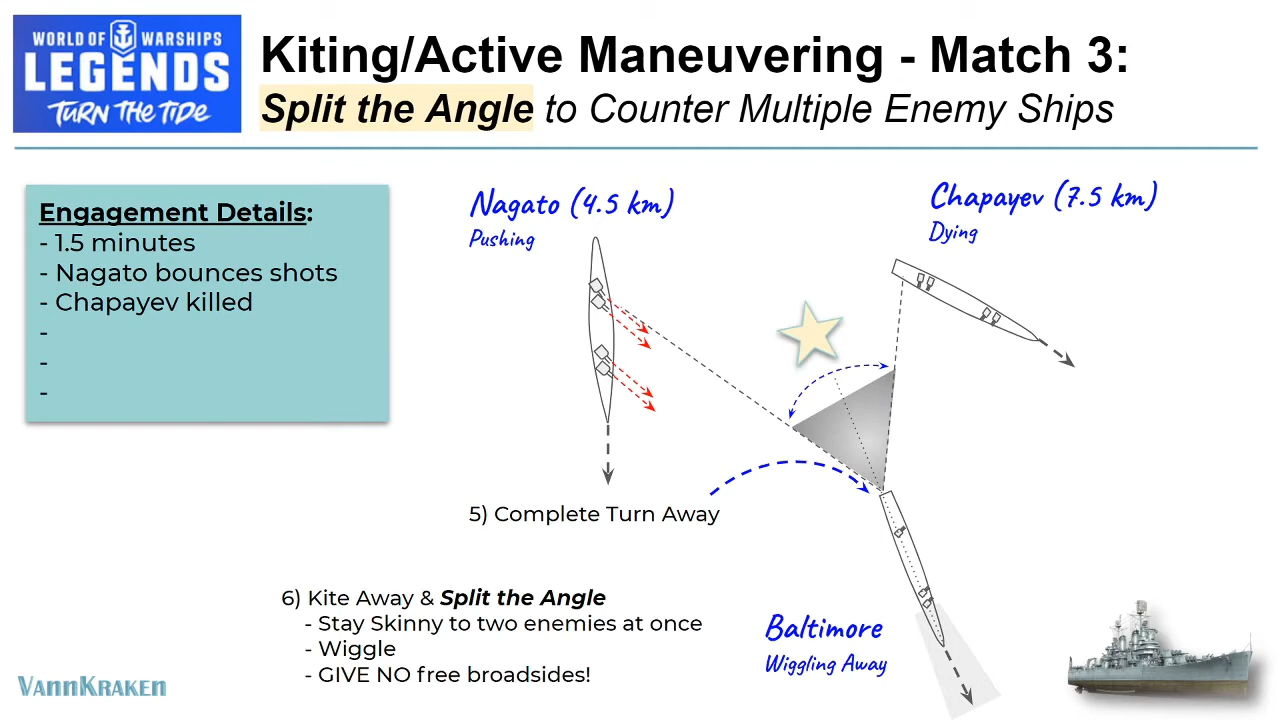 WORLD OF WARSHIPS
LEGENDS
TURN THE TIDE
Kiting/Active Maneuvering - Match 3:
Split the Angle to Counter Multiple Enemy Ships
Engagement Details:
- 1.5 minutes
- Nagato bounces shots
- Chapayev killed
-
-
-
Nagato (4.5 km)
Pushing
Chapayev (7.5 km)
Dying
5) Complete Turn Away
6) Kite Away & Split the Angle
- Stay Skinny to two enemies at once
- Wiggle
- GIVE NO free broadsides!
Baltimore
Wiggling Away
VANNKRAKEN